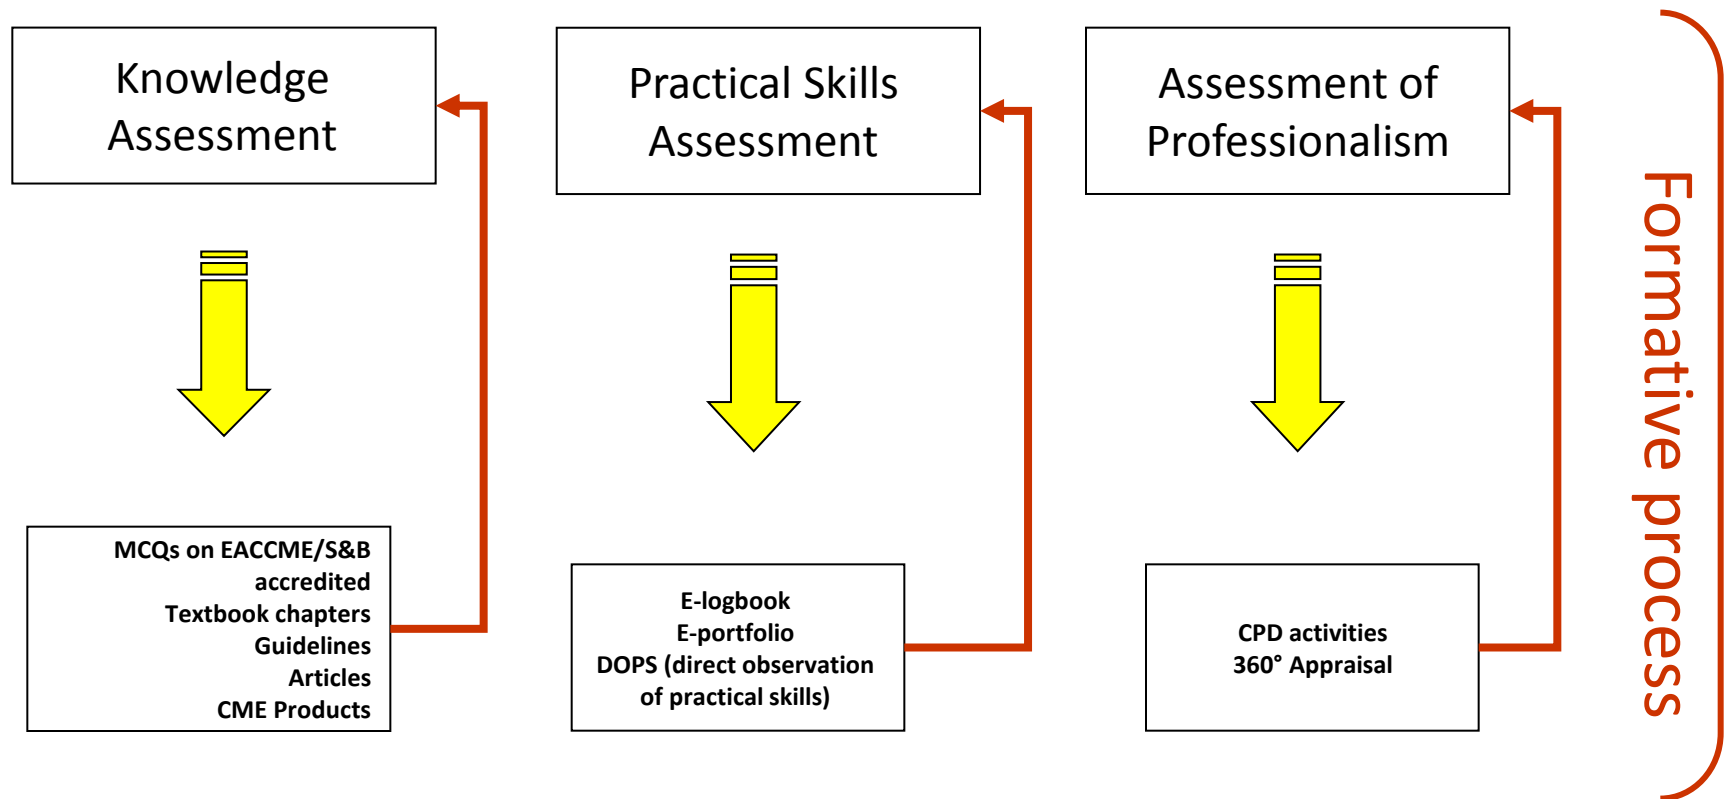 Knowledge
Assessment
Practical Skills
Assessment
Assessment of
Professionalism
MCQs on EACCME/S&B
accredited
Textbook chapters
Guidelines
Articles
CME Products
E-logbook
E-portfolio
DOPS (direct observation
of practical skills)
CPD activities
360° Appraisal
Formative process